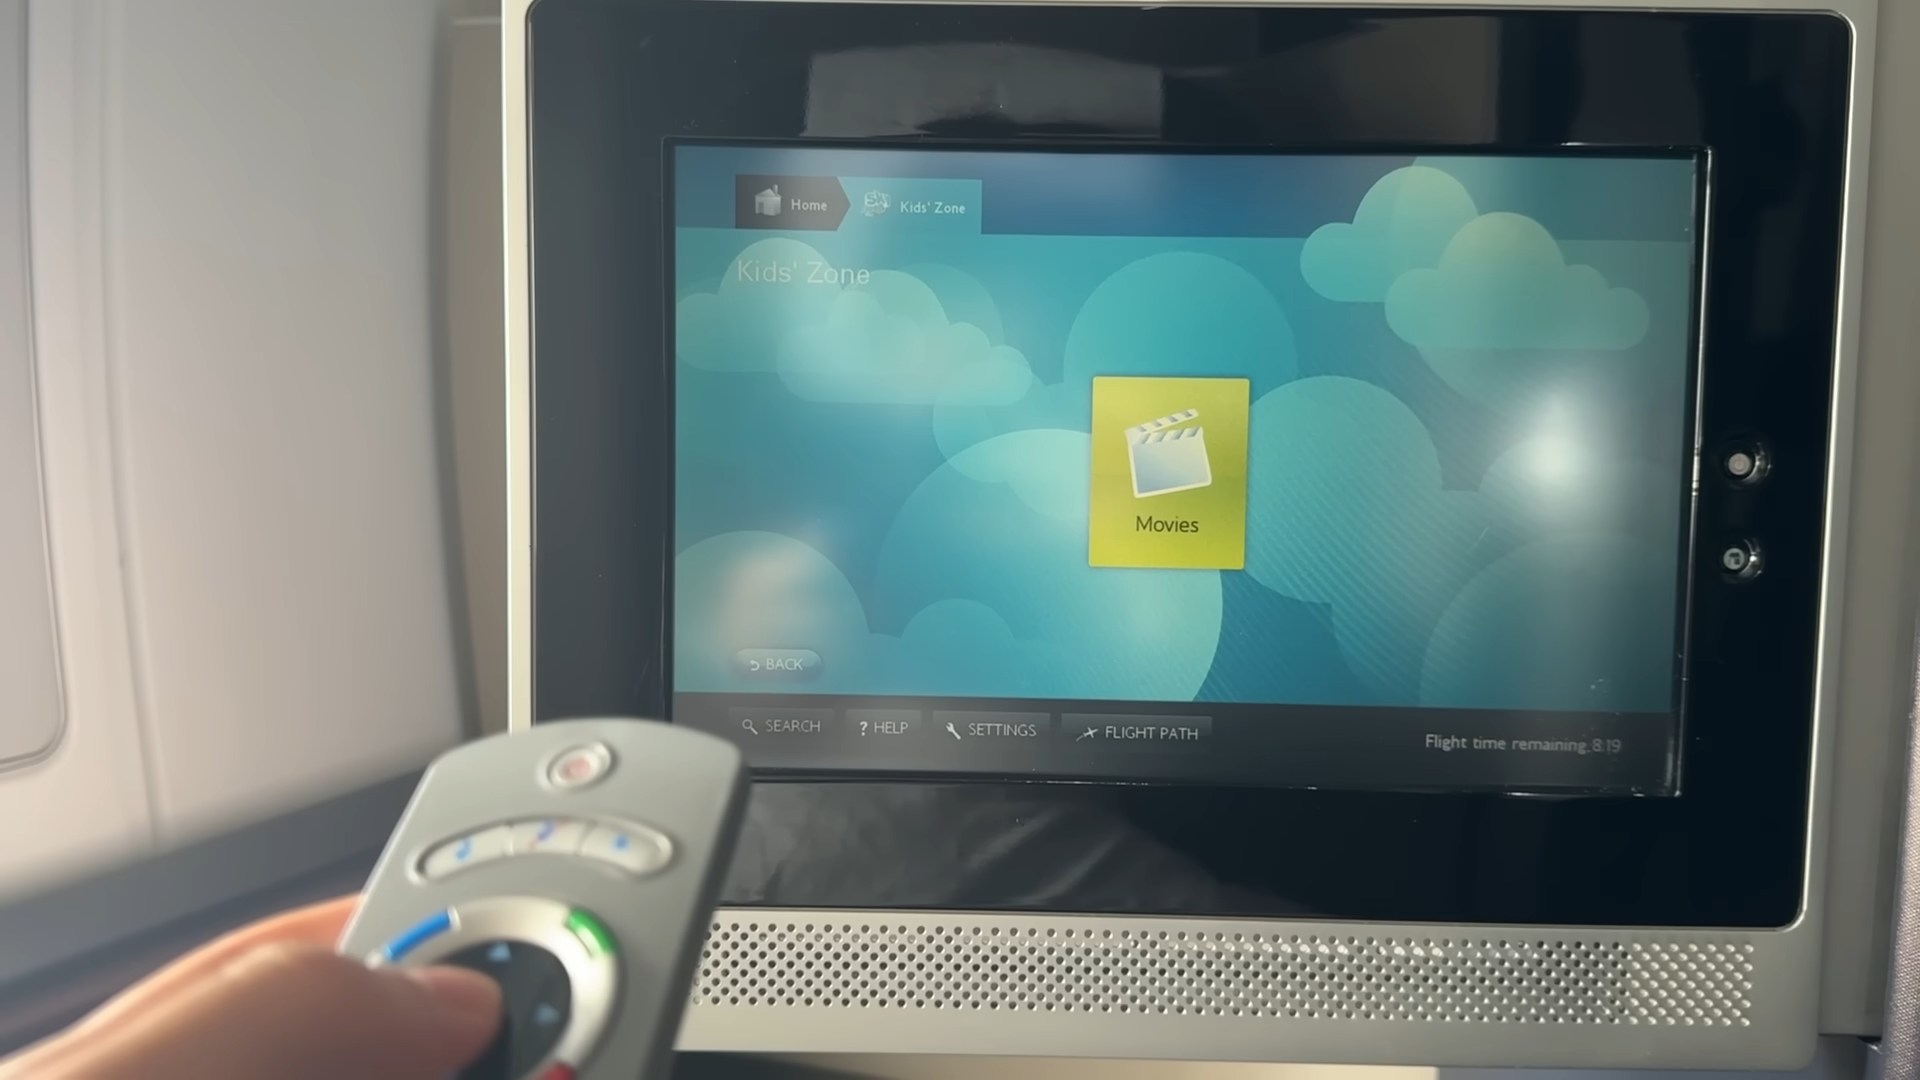 Home
Kids' Zone
Kids' Zone
Movies
BACK
SEARCH
? HELP
SETTINGS
FLIGHT PATH
Flight time remaining 8:19